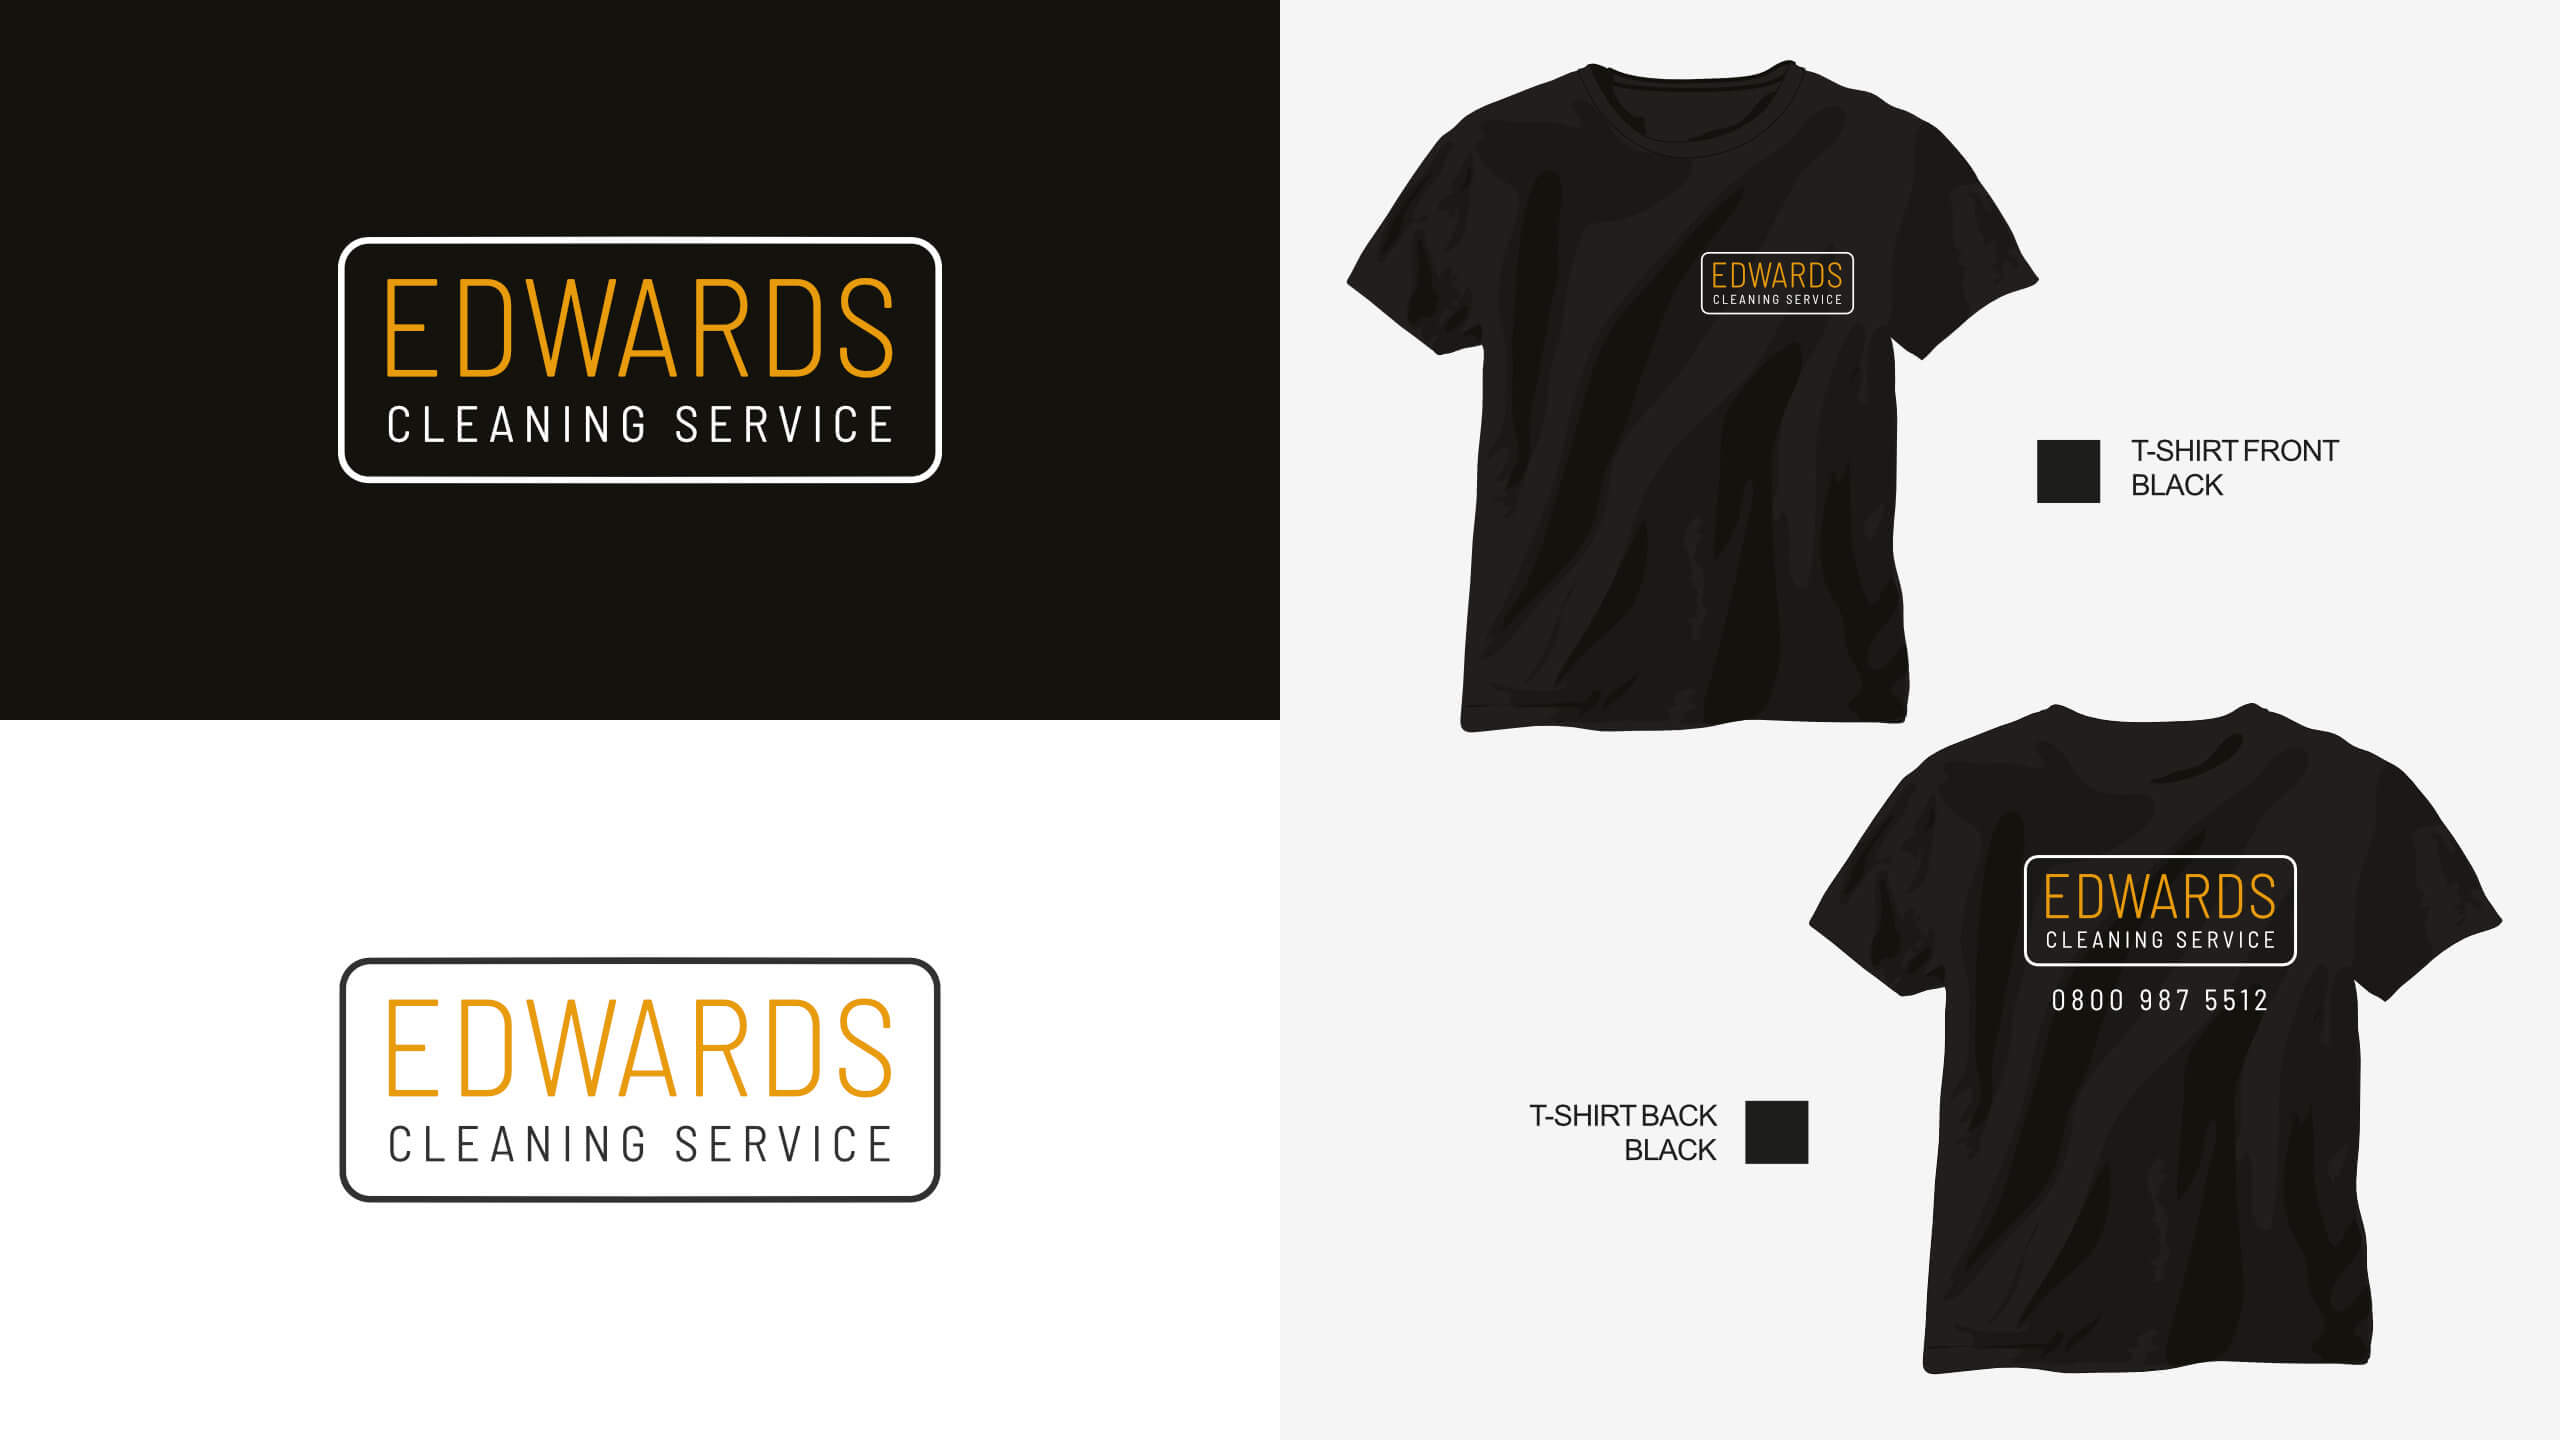 EDWARDS
CLEANING SERVICE
EDWARDS
CLEANING SERVICE
EDWARDS
CLEANING SERVICE
T-SHIRT FRONT
BLACK
EDWARDS
CLEANING SERVICE
0800 987 5512
T-SHIRT BACK
BLACK